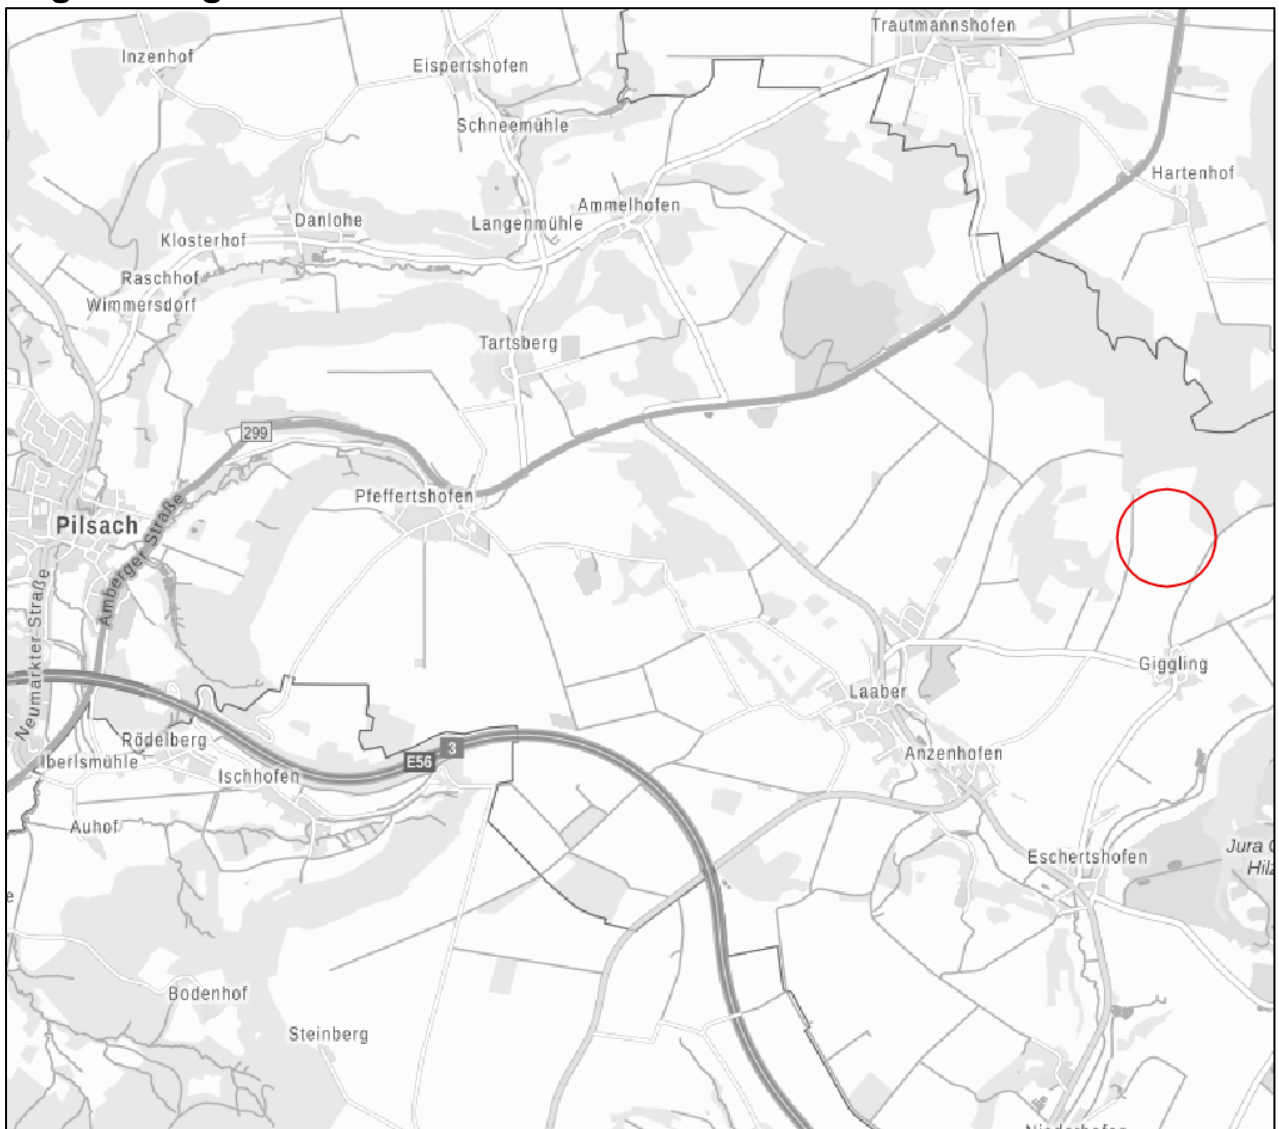 Trautmannshofen
Inzenhof
Eispertshofen
Schneemühle
Hartenhof
Ammelhofen
Danlohe
Langenmühle
Klosterhof
Raschhof
Wimmersdorf
Tartsberg
299
Pfeffertshofen
Pilsach
Amberger Straße
Neumarkter Straße
Giggling
Laaber
Rödelberg
3
E56
Anzenhofen
Iberlsmühle
Ischhofen
Auhof
Jura
Eschertshofen
Bodenhof
Steinberg